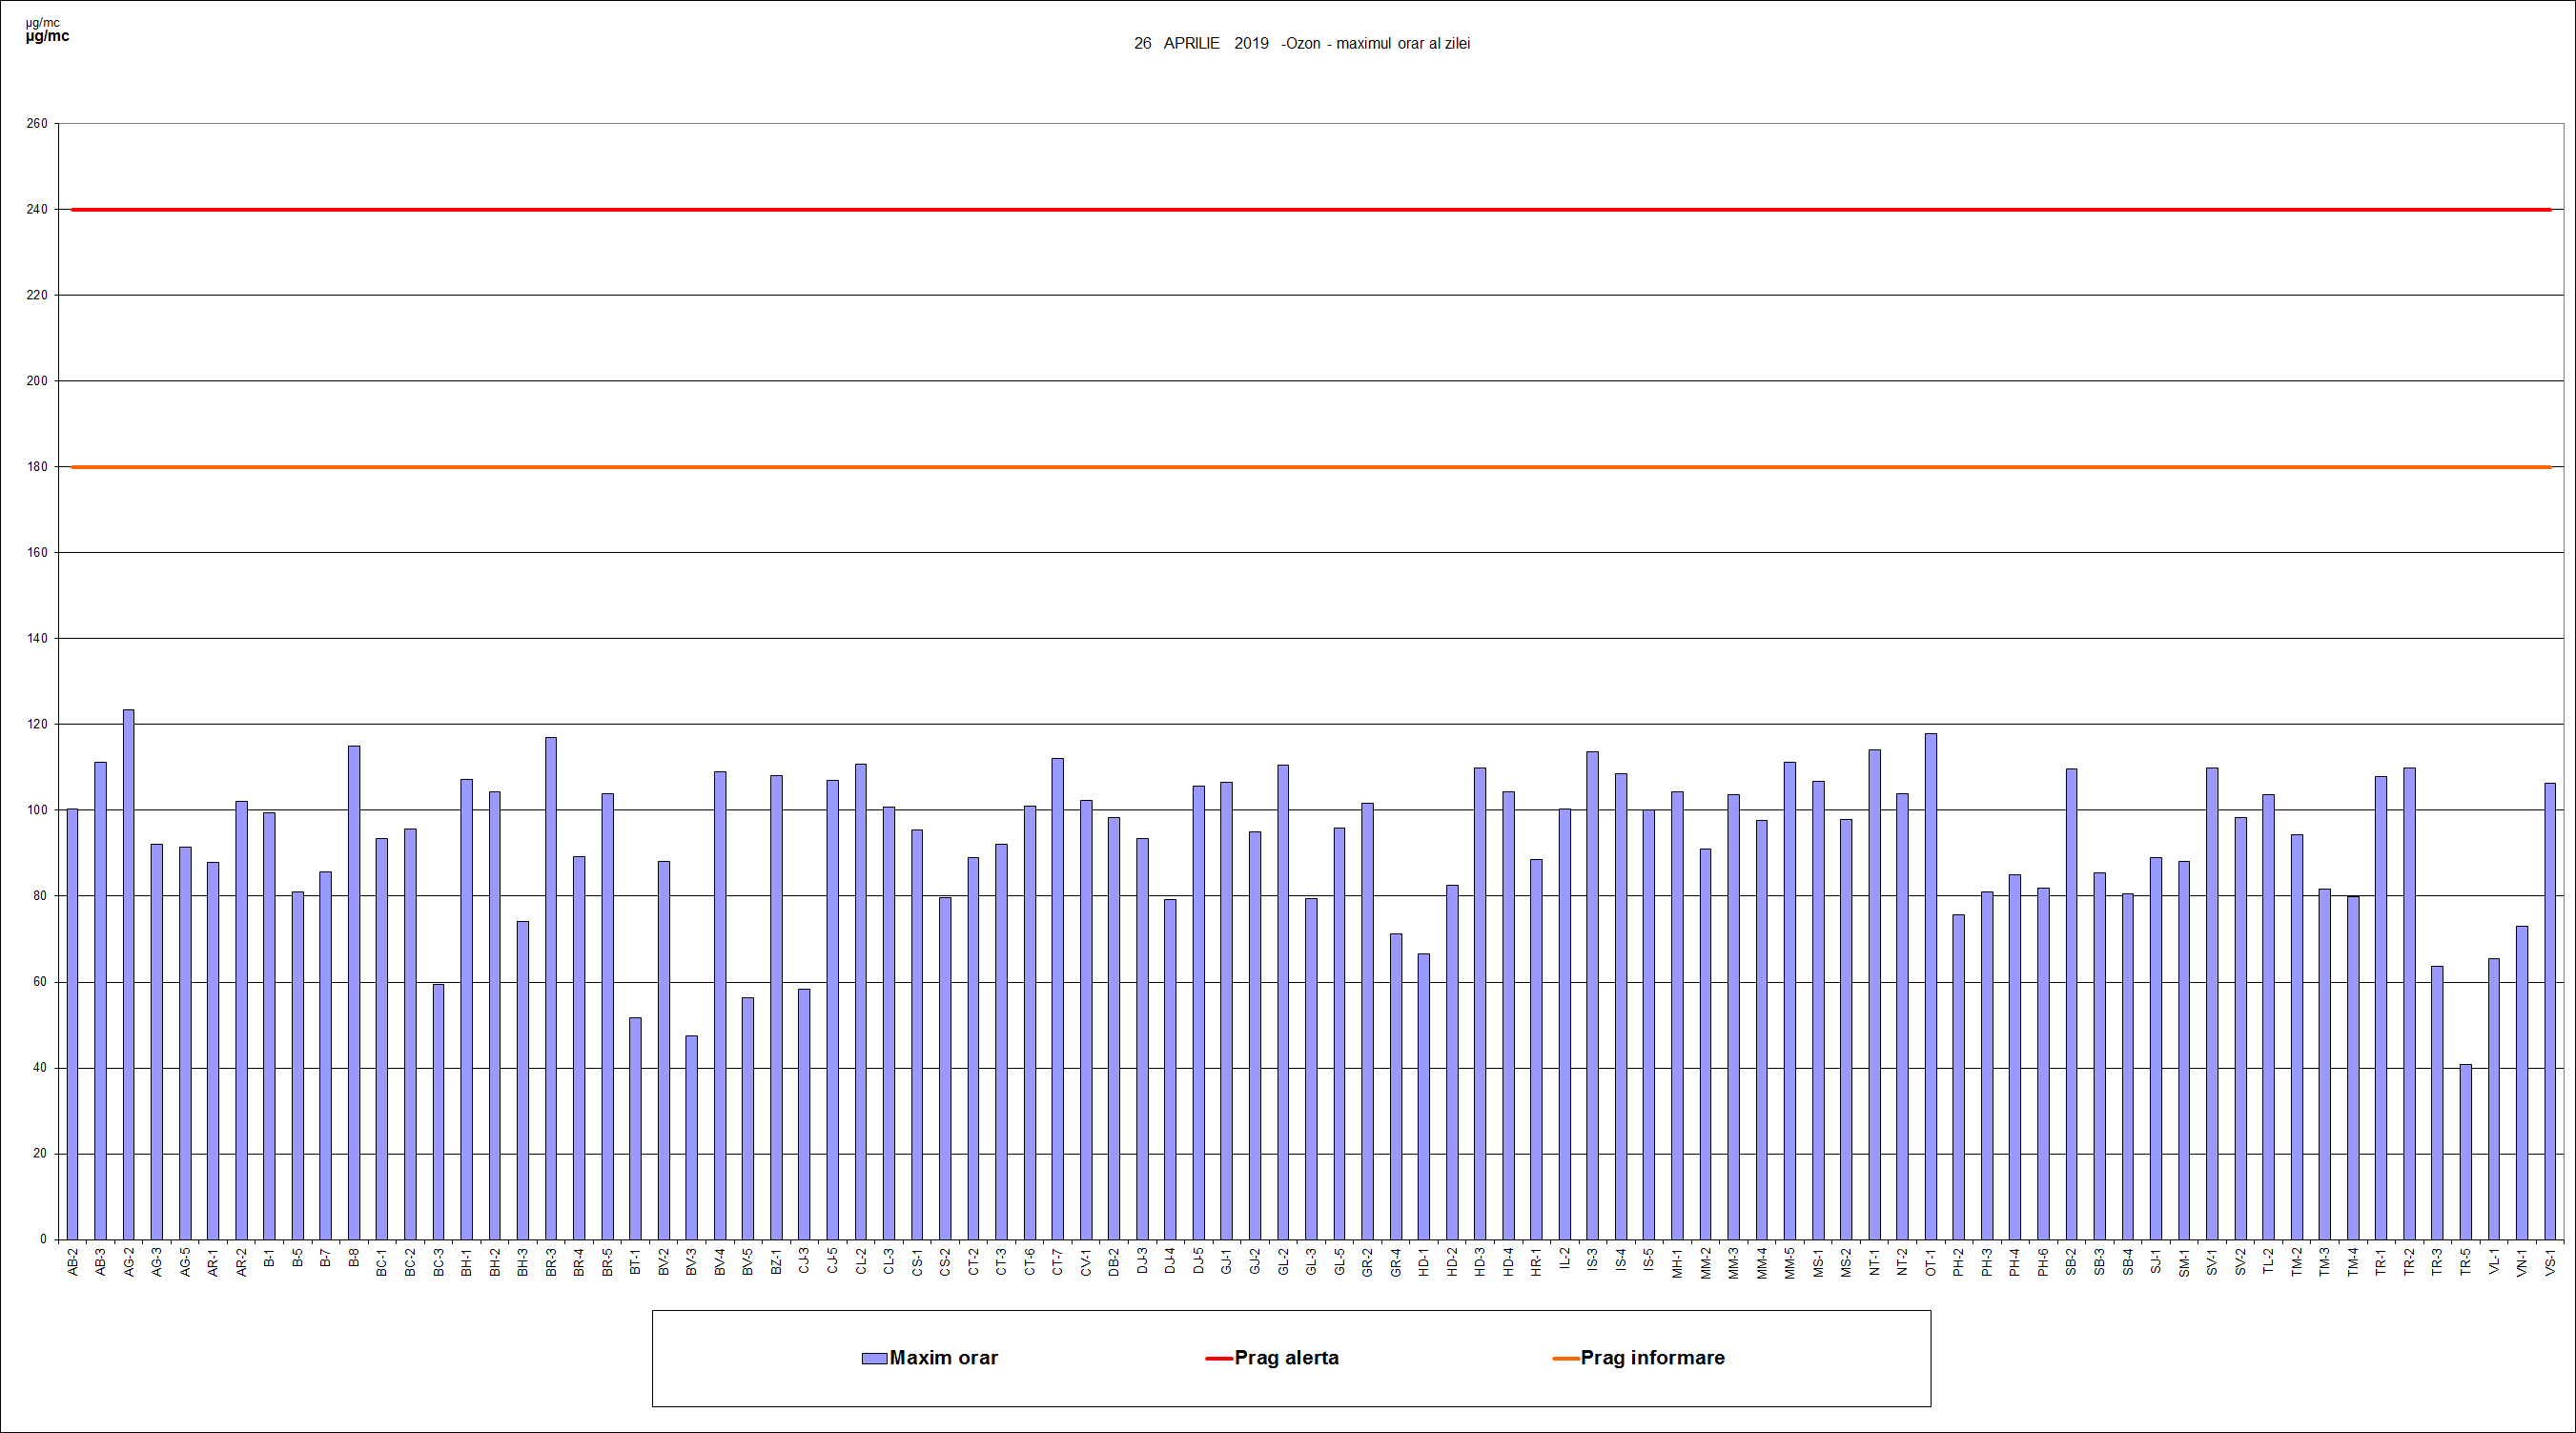 µg/mc
µg/mc
26 APRILIE 2019 -Ozon - maximul orar al zilei
260
240
220
200
180
160
140
120
100
80
60
40
20
0
AB-2 AB-3 AG-2 AG-3 AG-5 AR-1 AR-2 B-1 B-5 B-7 B-8 BC-1 BC-2 BC-3 BH-1 BH-2 BH-3 BR-3 BR-4 BR-5 BT-1 BV-2 BV-3 BV-4 BV-5 BZ-1 CJ-3 CJ-5 CL-2 CL-3 CS-1 CS-2 CT-2 CT-3 CT-6 CT-7 CV-1 DB-2 DJ-3 DJ-4 DJ-5 GJ-1 GJ-2 GL-2 GL-3 GL-5 GR-2 GR-4 HD-1 HD-2 HD-3 HD-4 HR-1 IL-2 IS-3 IS-4 IS-5 MH-1 MM-2 MM-3 MM-4 MM-5 MS-1 MS-2 NT-1 NT-2 OT-1 PH-2 PH-3 PH-4 PH-6 SB-2 SB-3 SB-4 SJ-1 SM-1 SV-1 SV-2 TL-2 TM-2 TM-3 TM-4 TR-1 TR-2 TR-3 TR-5 VL-1 VN-1 VS-1
Maxim orar Prag alerta Prag informare